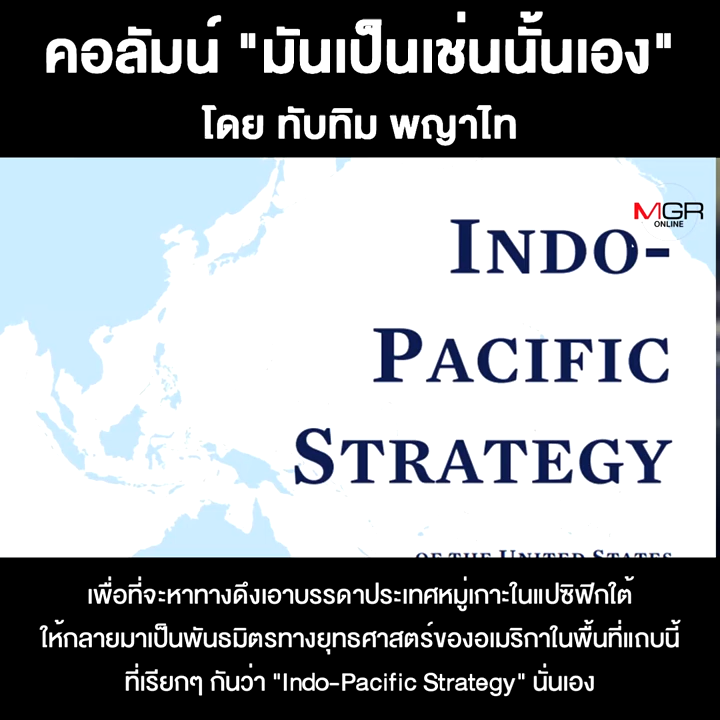 คอลัมน์ "มันเป็นเช่นนั้นเอง"
โดย ทับทิม พญาไท
MGR
ONLINE
INDO-
PACIFIC
STRATEGY
OF THE UNITED STATES
เพื่อที่จะหาทางดึงเอาบรรดาประเทศหมู่เกาะในแปซิฟิกใต้
ให้กลายมาเป็นพันธมิตรทางยุทธศาสตร์ของอเมริกาในพื้นที่แถบนี้
ที่เรียกๆ กันว่า "Indo-Pacific Strategy" นั่นเอง